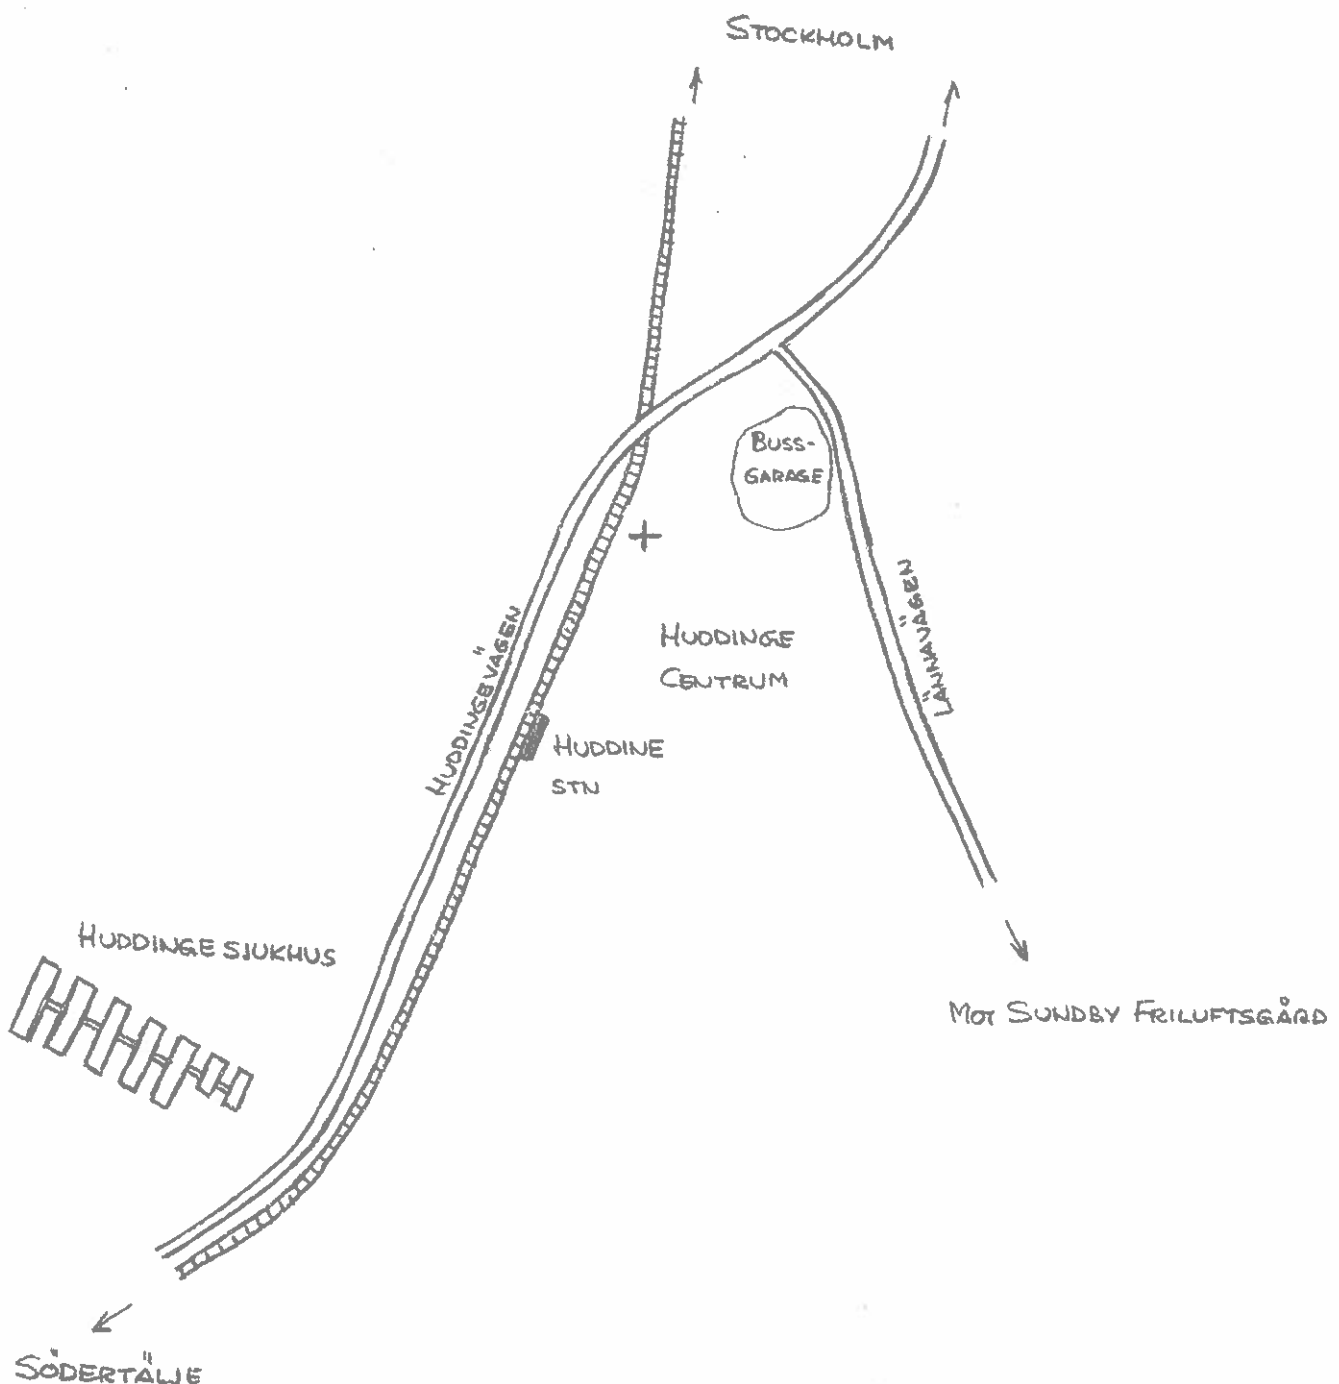 STOCKHOLM
BUSS-
GARAGE
LÄNNAVÄGEN
HUDDINGE
CENTRUM
HUDDINGEVÄGEN
HUDDINE
STN
HUDDINGE SJUKHUS
MOT SUNDBY FRILUFTSGÅRD
SÖDERTÄLJE